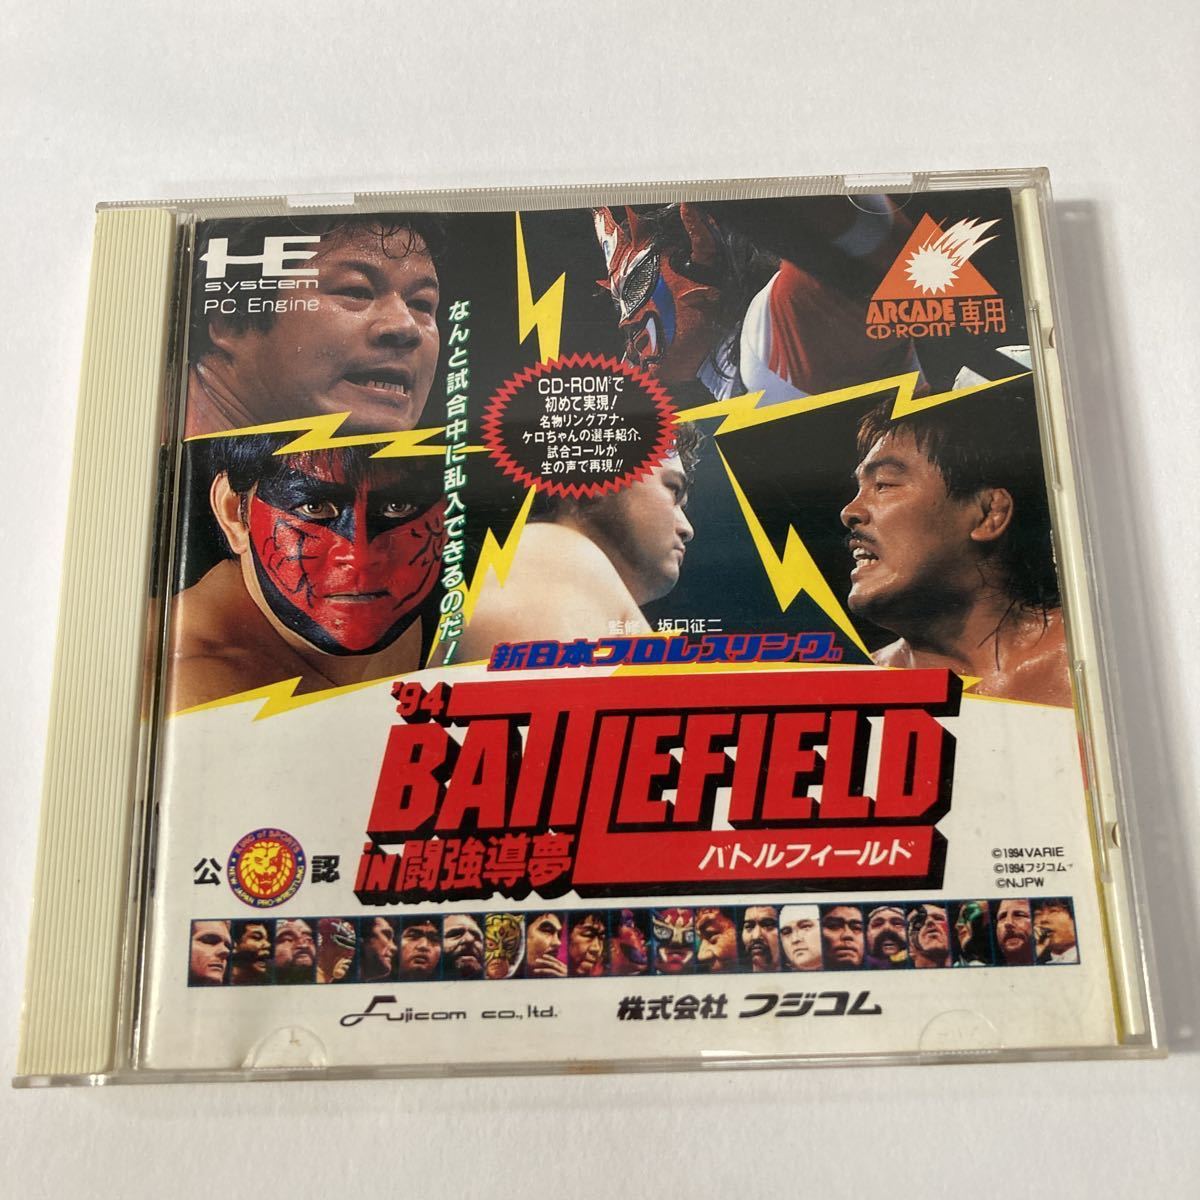 HE
system
PC Engine
なんと試合中に乱入できるのだ!
CD-ROM²で
初めて実現!
名物リングアナ・
ケロちゃんの選手紹介、
試合コールが
生の声で再現!!
ARCADE
CD-ROM²
専用
監修 坂口征二
新日本プロレスリング
'94
BATTLEFIELD
in 闘強導夢
バトルフィールド
公 認
KING of SPORTS
NEW JAPAN PRO-WRESTLING
©1994 VARIE
©1994 フジコム
©NJPW
Fujicom co.,ltd.
株式会社 フジコム